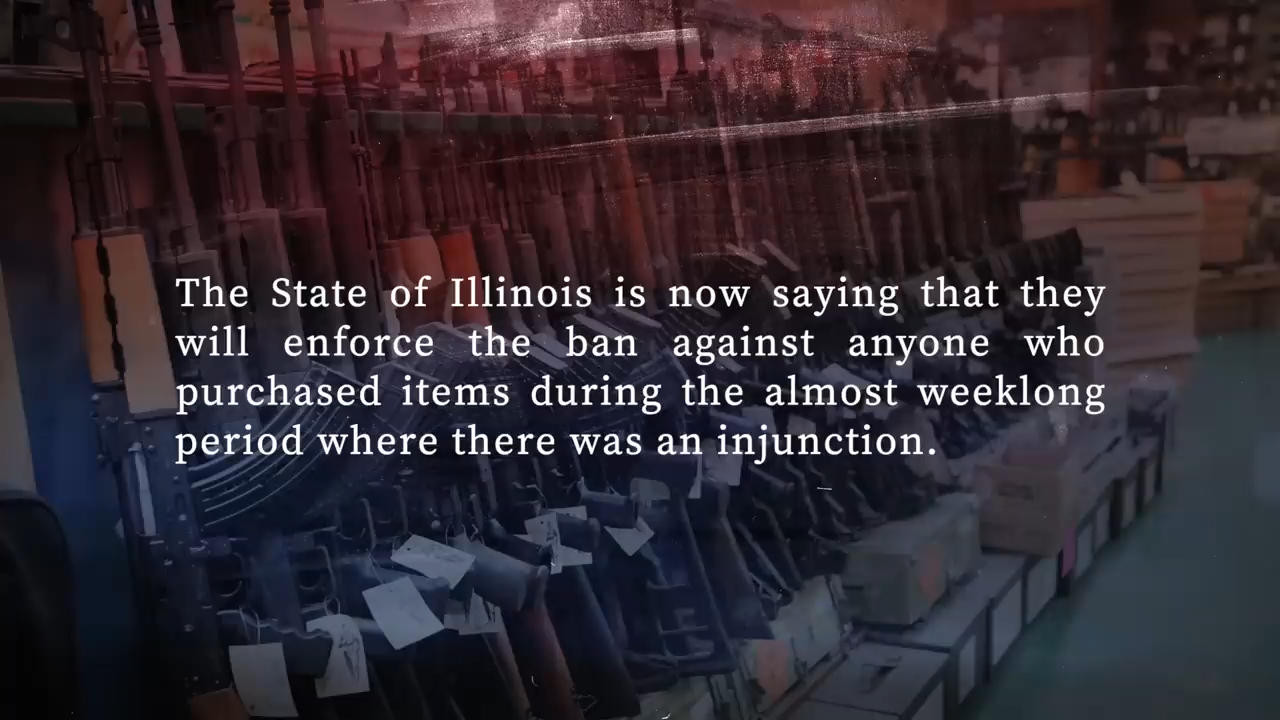 The State of Illinois is now saying that they
will enforce the ban against anyone who
purchased items during the almost weeklong
period where there was an injunction.